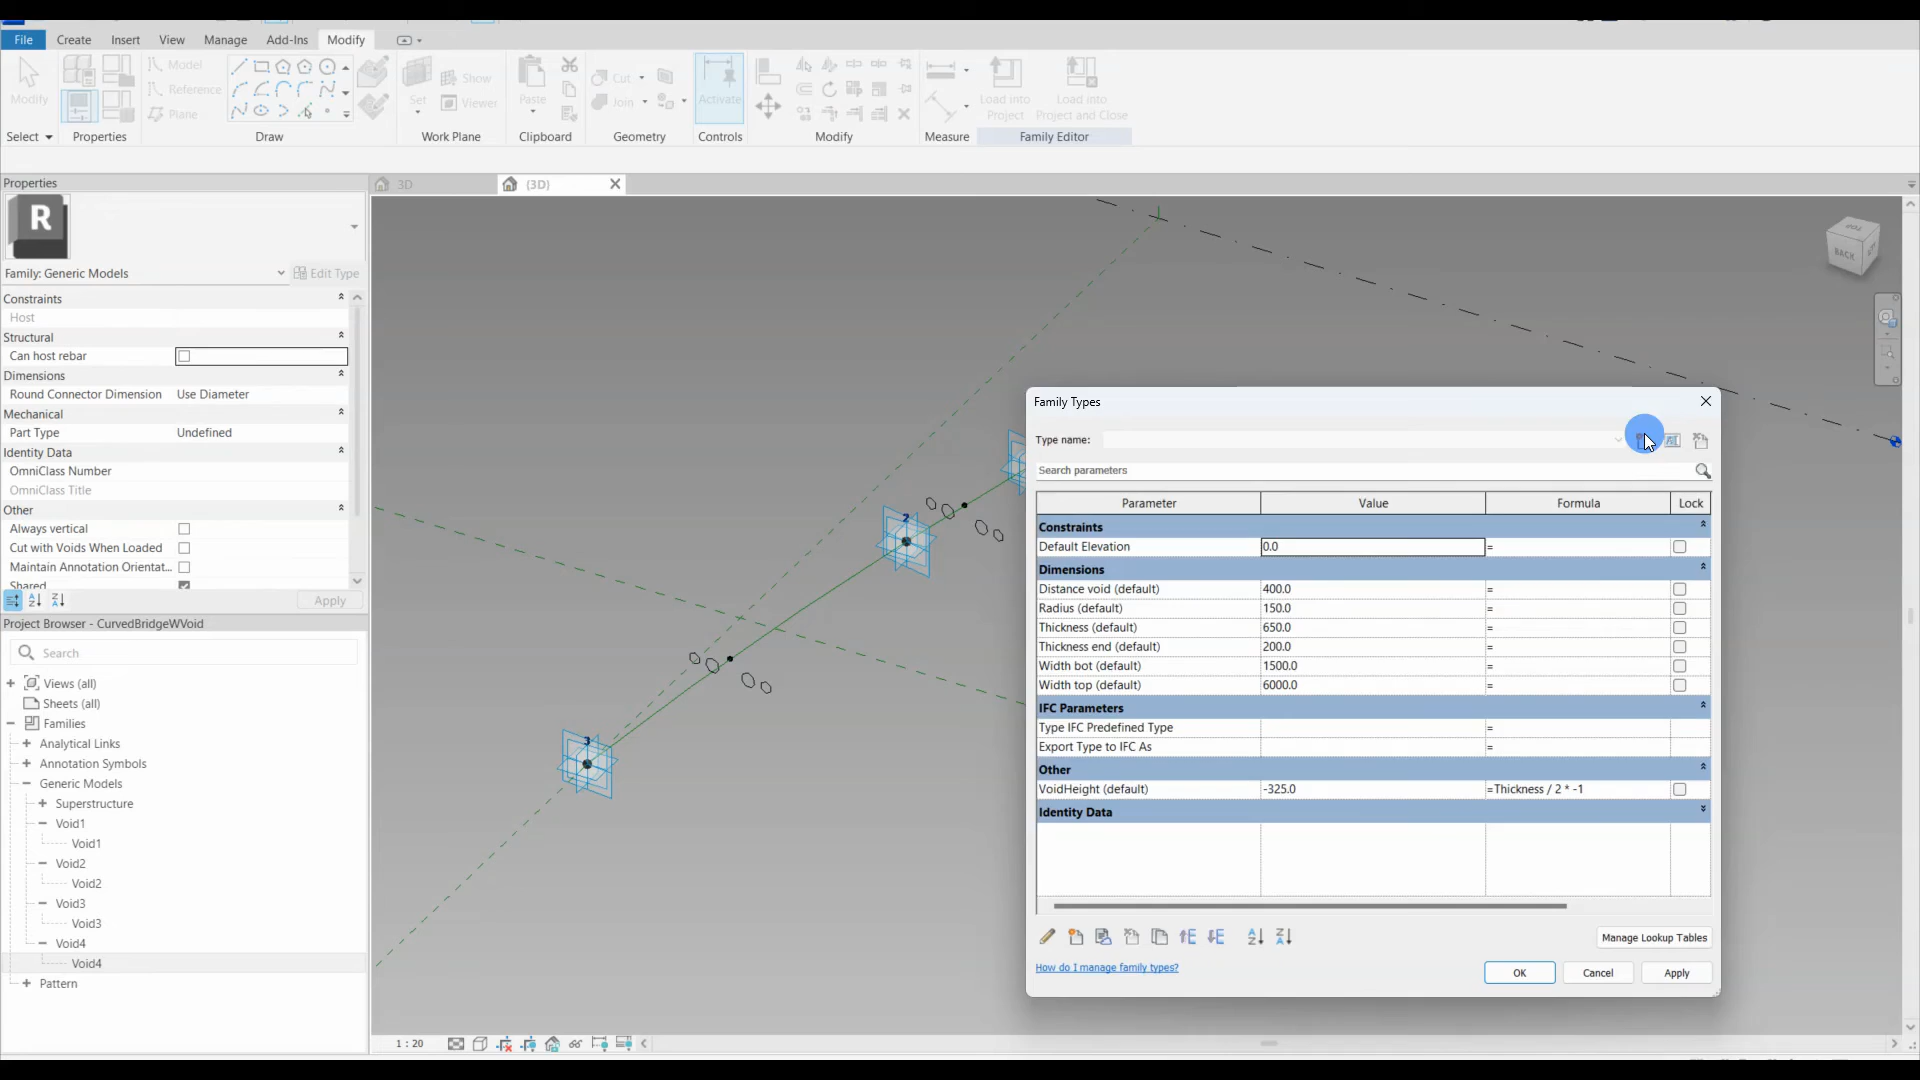 File Create Insert View Manage Add-Ins Modify
Modify
Model
Reference
Plane
Set
Show
Viewer
Paste
Cut
Join
Activate
Load into
Project
Load into
Project and Close
Select Properties Draw Work Plane Clipboard Geometry Controls Modify Measure Family Editor
Properties
3D
(3D)
R
TOP
BACK
Family: Generic Models
Edit Type
Constraints
Host
Structural
Can host rebar
Dimensions
Round Connector Dimension Use Diameter
Mechanical
Part Type Undefined
Identity Data
OmniClass Number
OmniClass Title
Other
Always vertical
Cut with Voids When Loaded
Maintain Annotation Orientat...
Shared
Apply
Project Browser - CurvedBridgeWVoid
Search
Views (all)
Sheets (all)
Families
Analytical Links
Annotation Symbols
Generic Models
Superstructure
Void1
Void1
Void2
Void2
Void3
Void3
Void4
Void4
Pattern
2
3
Family Types
Type name:
Search parameters
Parameter Value Formula Lock
Constraints
Default Elevation 0.0 =
Dimensions
Distance void (default) 400.0 =
Radius (default) 150.0 =
Thickness (default) 650.0 =
Thickness end (default) 200.0 =
Width bot (default) 1500.0 =
Width top (default) 6000.0 =
IFC Parameters
Type IFC Predefined Type =
Export Type to IFC As =
Other
VoidHeight (default) -325.0 =Thickness / 2 * -1
Identity Data
Manage Lookup Tables
How do I manage family types?
OK Cancel Apply
1 : 20